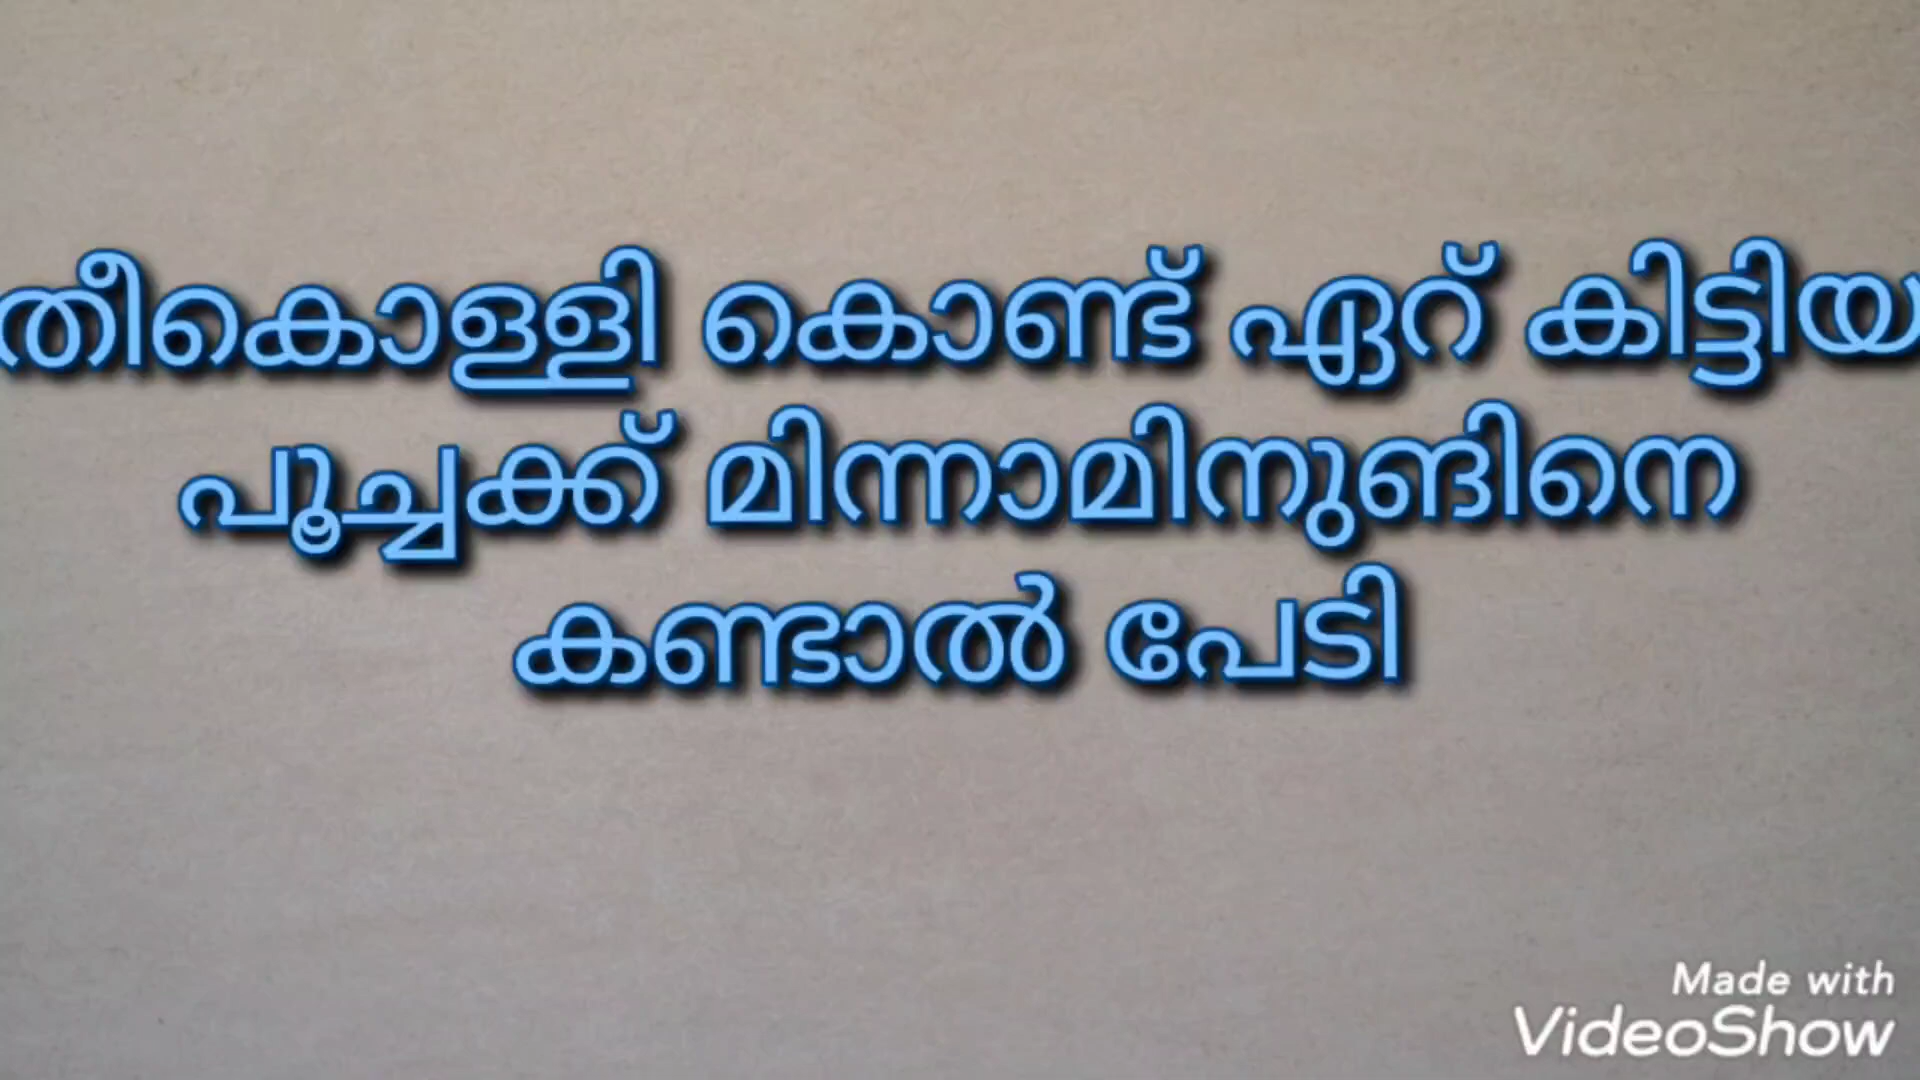 തീകൊള്ളി കൊണ്ട് ഏറ് കിട്ടിയ
പൂച്ചക്ക് മിന്നാമിനുങിനെ
കണ്ടാൽ പേടി
Made with
VideoShow